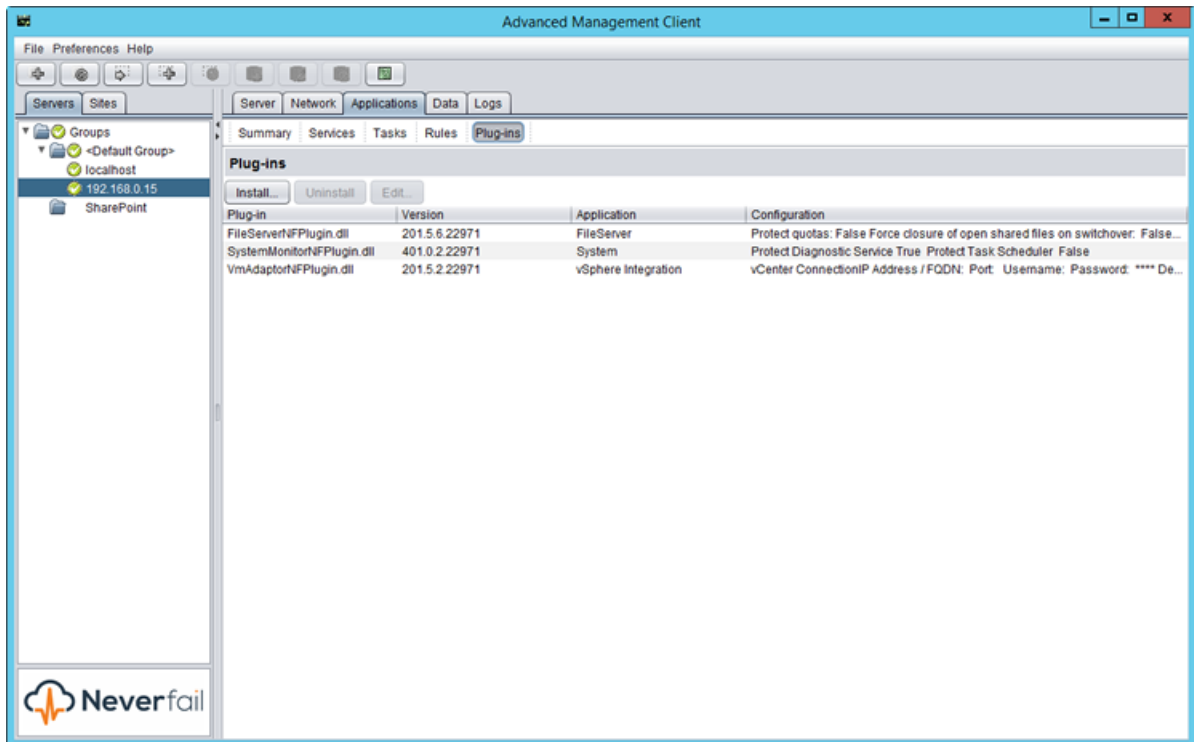 Advanced Management Client
File Preferences Help
Servers Sites
Server Network Applications Data Logs
Groups
<Default Group>
localhost
192.168.0.15
SharePoint
Summary Services Tasks Rules Plug-ins
Plug-ins
Install... Uninstall Edit...
Plug-in Version Application Configuration
FileServerNFPlugin.dll 201.5.6.22971 FileServer Protect quotas: False Force closure of open shared files on switchover: False...
SystemMonitorNFPlugin.dll 401.0.2.22971 System Protect Diagnostic Service True Protect Task Scheduler False
VmAdaptorNFPlugin.dll 201.5.2.22971 vSphere Integration vCenter ConnectionIP Address / FQDN: Port: Username: Password: **** De...
Neverfail